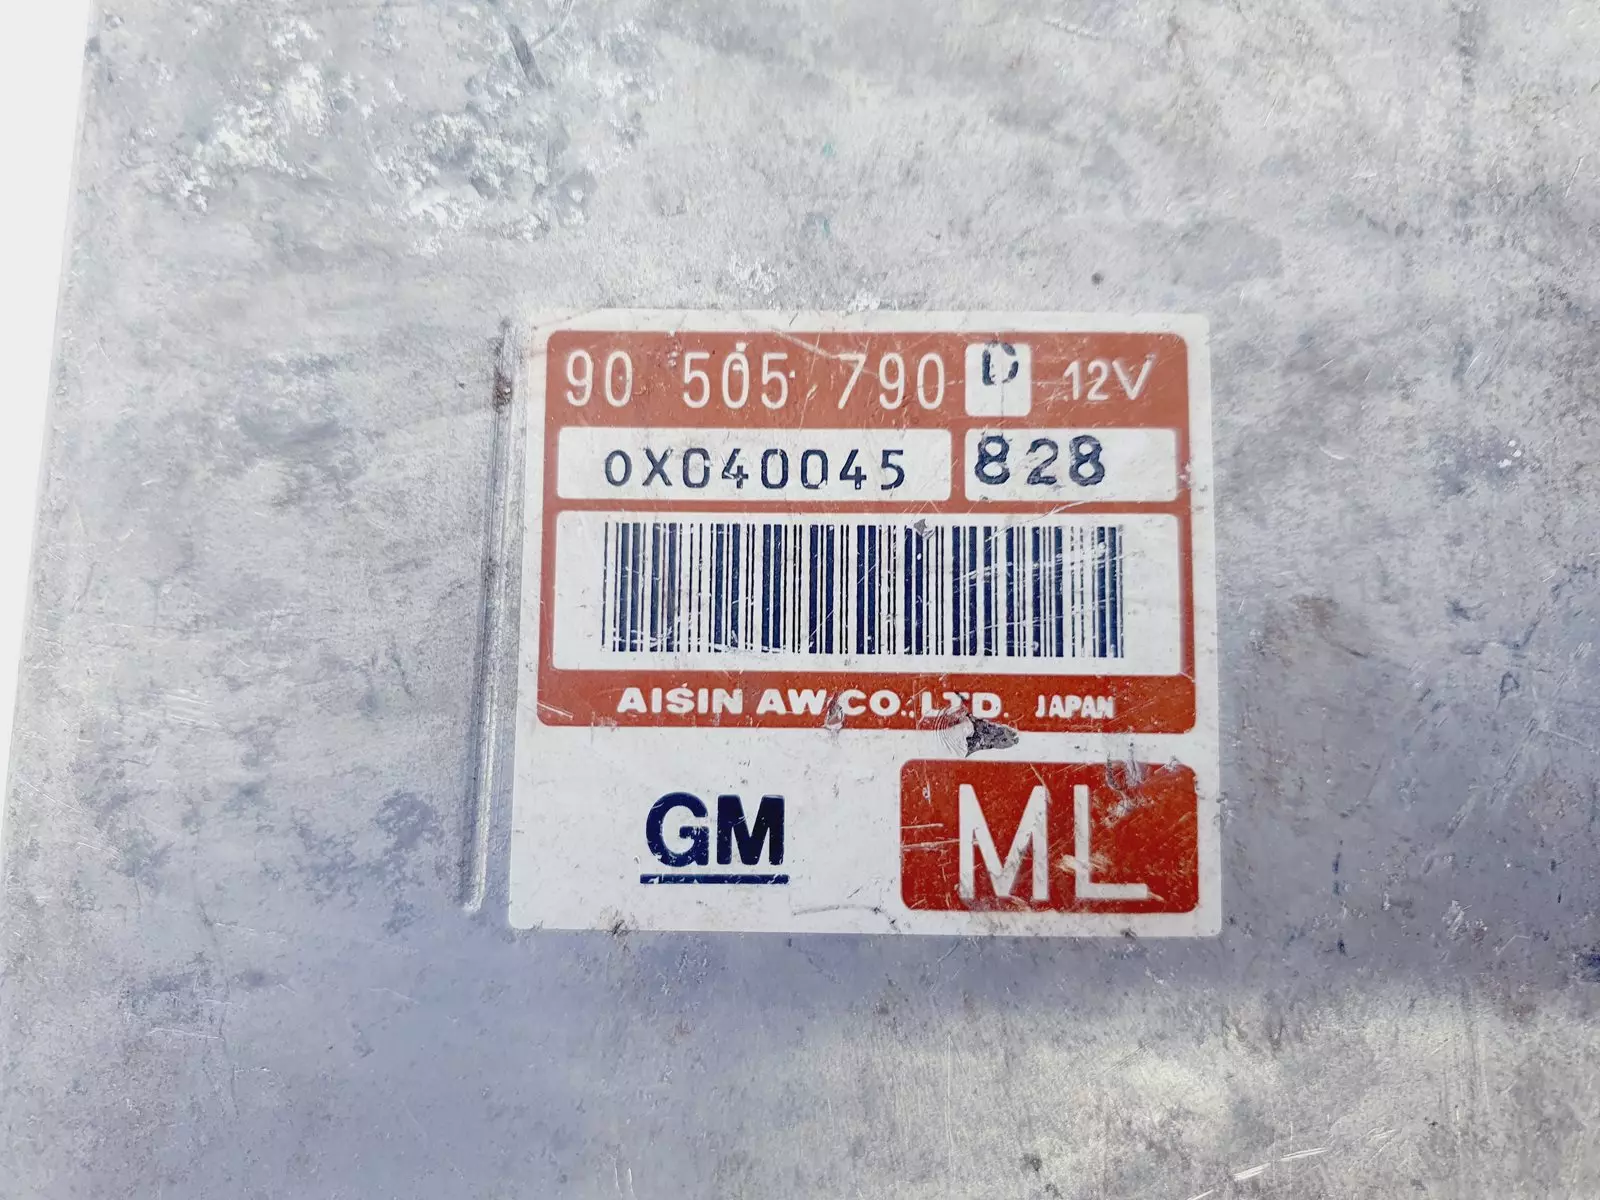 90 505 790 D 12V
0X040045 828
AISIN AW CO., LTD. JAPAN
GM ML